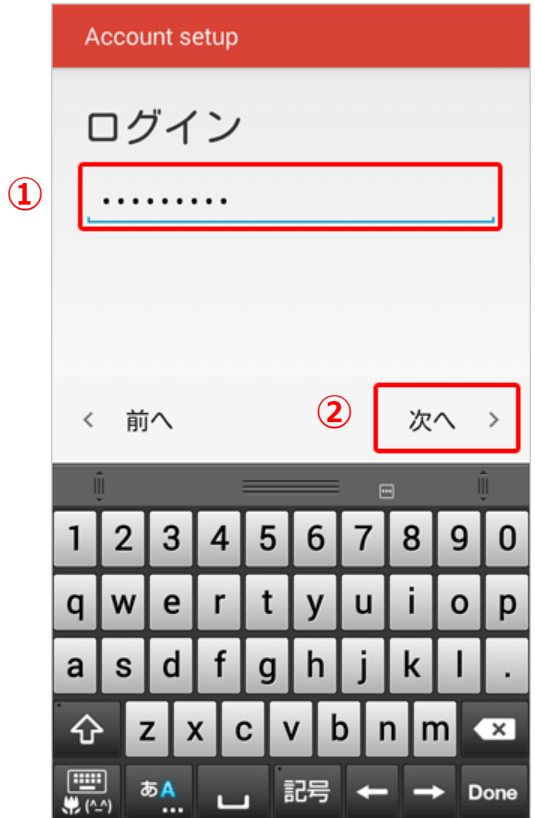 Account setup
ログイン
①
•••••••••
② 
< 前へ
次へ >
1 2 3 4 5 6 7 8 9 0
q w e r t y u i o p
a s d f g h j k l .
z x c v b n m
(^_^) あA... 記号 ← → Done